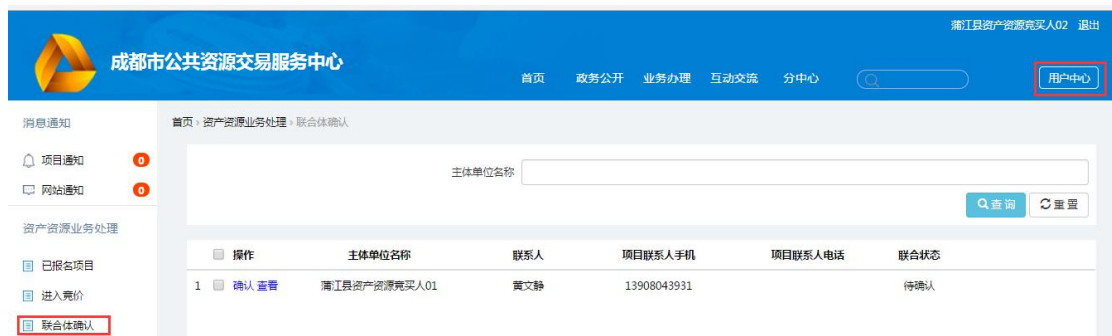 蒲江县资产资源竞买人02 退出
成都市公共资源交易服务中心
首页 政务公开 业务办理 互动交流 分中心 用户中心
消息通知
首页 › 资产资源业务处理 › 联合体确认
项目通知 0
主体单位名称
网站通知 0
查询 重置
资产资源业务处理
操作 主体单位名称 联系人 项目联系人手机 项目联系人电话 联合状态
已报名项目
1 确认 查看 蒲江县资产资源竞买人01 黄文静 13908043931 待确认
进入竞价
联合体确认